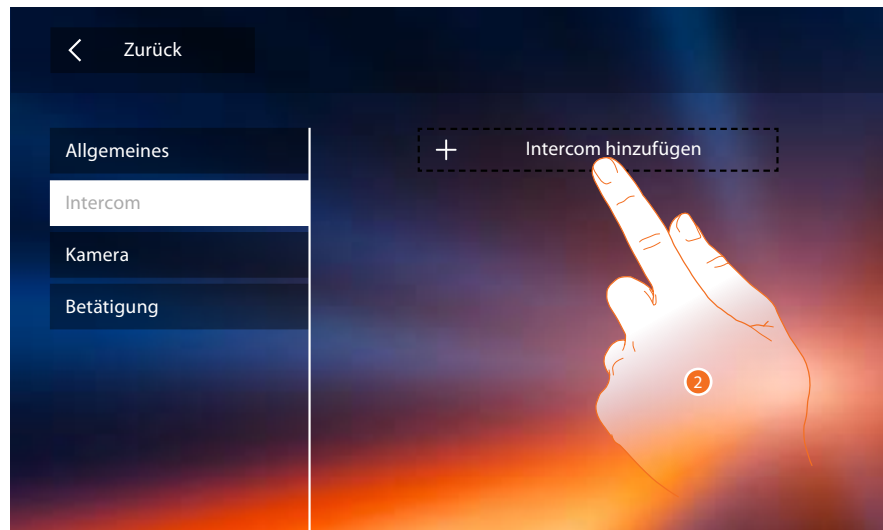 Zurück
Allgemeines
Intercom
Kamera
Betätigung
+ Intercom hinzufügen
2